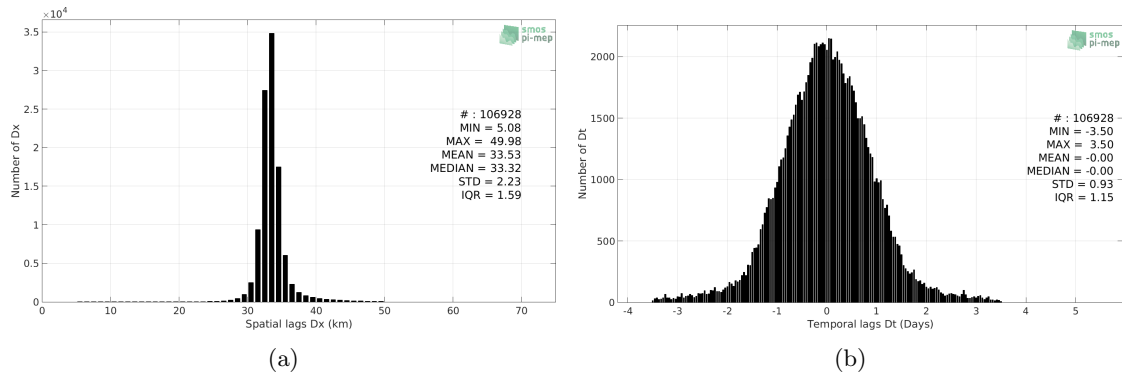 ×10⁴
3.5
3
2.5
2
1.5
1
0.5
0
Number of Dx
0 10 20 30 40 50 60 70
Spatial lags Dx (km)
smos
pi-mep
# : 106928
MIN = 5.08
MAX = 49.98
MEAN = 33.53
MEDIAN = 33.32
STD = 2.23
IQR = 1.59
(a)
2000
1500
1000
500
0
Number of Dt
-4 -3 -2 -1 0 1 2 3 4 5
Temporal lags Dt (Days)
smos
pi-mep
# : 106928
MIN = -3.50
MAX = 3.50
MEAN = -0.00
MEDIAN = -0.00
STD = 0.93
IQR = 1.15
(b)